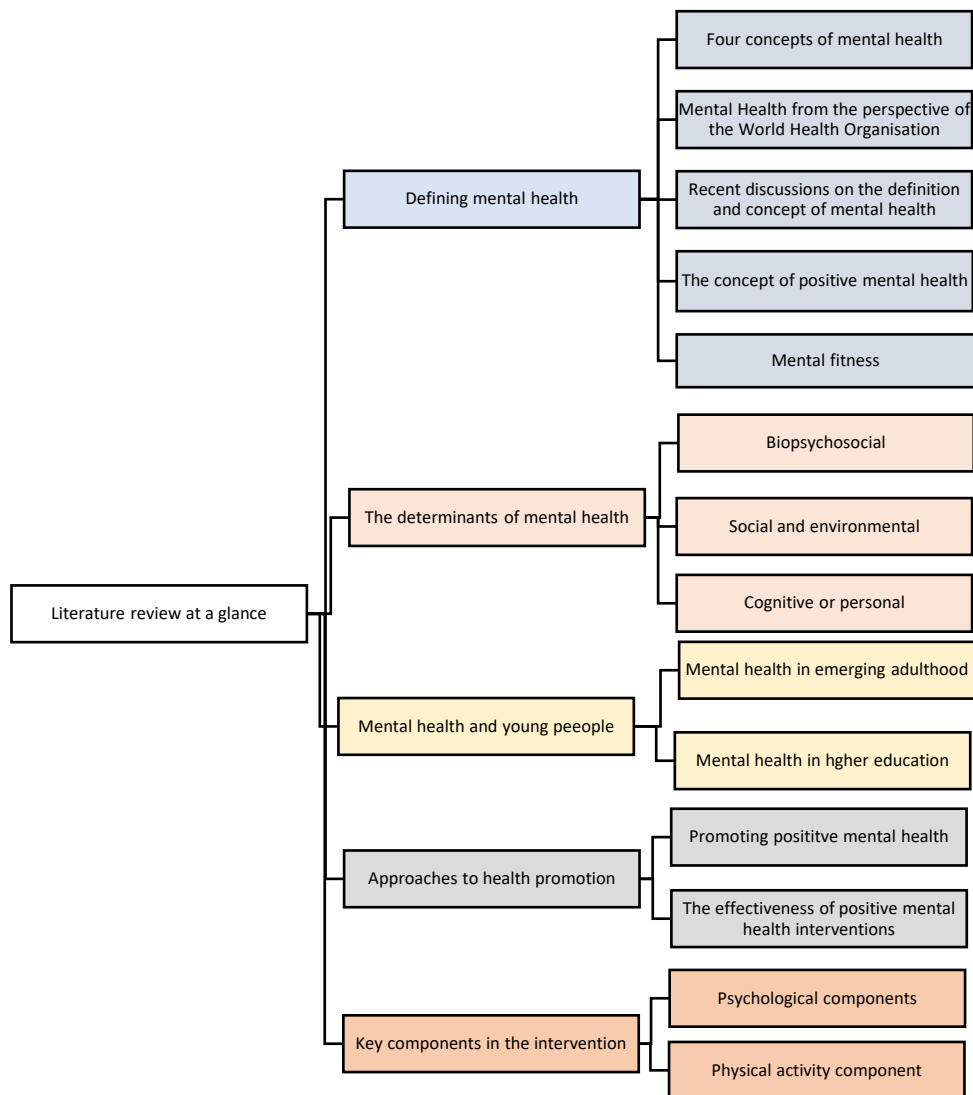 Literature review at a glance
Defining mental health
Four concepts of mental health
Mental Health from the perspective of
the World Health Organisation
Recent discussions on the definition
and concept of mental health
The concept of positive mental health
Mental fitness
The determinants of mental health
Biopsychosocial
Social and environmental
Cognitive or personal
Mental health and young peeople
Mental health in emerging adulthood
Mental health in hgher education
Approaches to health promotion
Promoting posititve mental health
The effectiveness of positive mental
health interventions
Key components in the intervention
Psychological components
Physical activity component